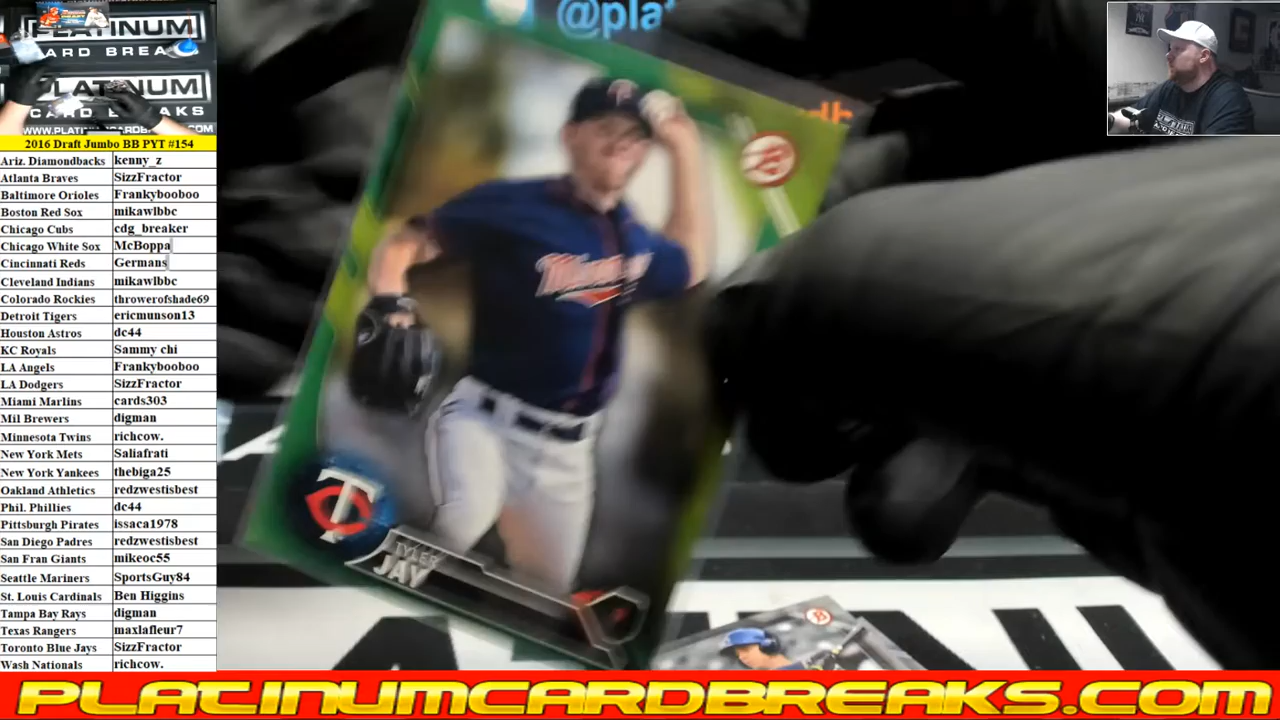 @pla
PLATINUM
CARD BREAKS
PLATINUM
CARD BREAKS
WWW.PLATINUMCARDBREAKS.COM
2016 Draft Jumbo BB PYT #154
Ariz. Diamondbacks kenny_z
Atlanta Braves SizzFractor
Baltimore Orioles Frankybooboo
Boston Red Sox mikawlbbc
Chicago Cubs cdg_breaker
Chicago White Sox McBoppa
Cincinnati Reds Germans
Cleveland Indians mikawlbbc
Colorado Rockies throwerofshade69
Detroit Tigers ericmunson13
Houston Astros dc44
KC Royals Sammy chi
LA Angels Frankybooboo
LA Dodgers SizzFractor
Miami Marlins cards303
Mil Brewers digman
Minnesota Twins richcow.
New York Mets Saliafrati
New York Yankees thebiga25
Oakland Athletics redzwestisbest
Phil. Phillies dc44
Pittsburgh Pirates issaca1978
San Diego Padres redzwestisbest
San Fran Giants mikeoc55
Seattle Mariners SportsGuy84
St. Louis Cardinals Ben Higgins
Tampa Bay Rays digman
Texas Rangers maxlafleur7
Toronto Blue Jays SizzFractor
Wash Nationals richcow.
Minnesota
TC
TYLER
JAY
PLATINUMCARDBREAKS.COM